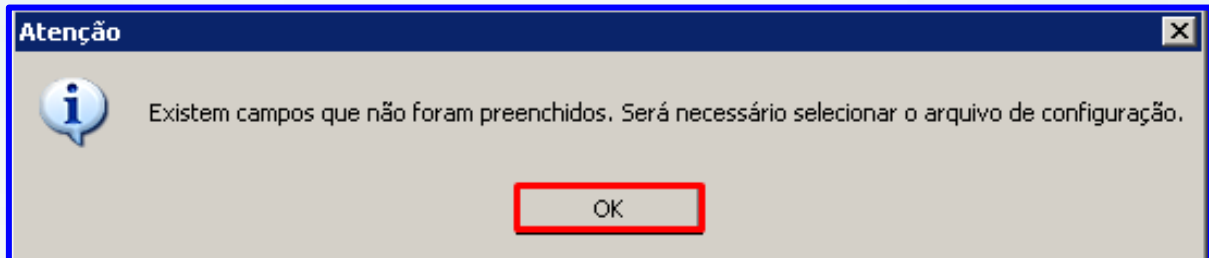 Atenção
Existem campos que não foram preenchidos. Será necessário selecionar o arquivo de configuração.
OK